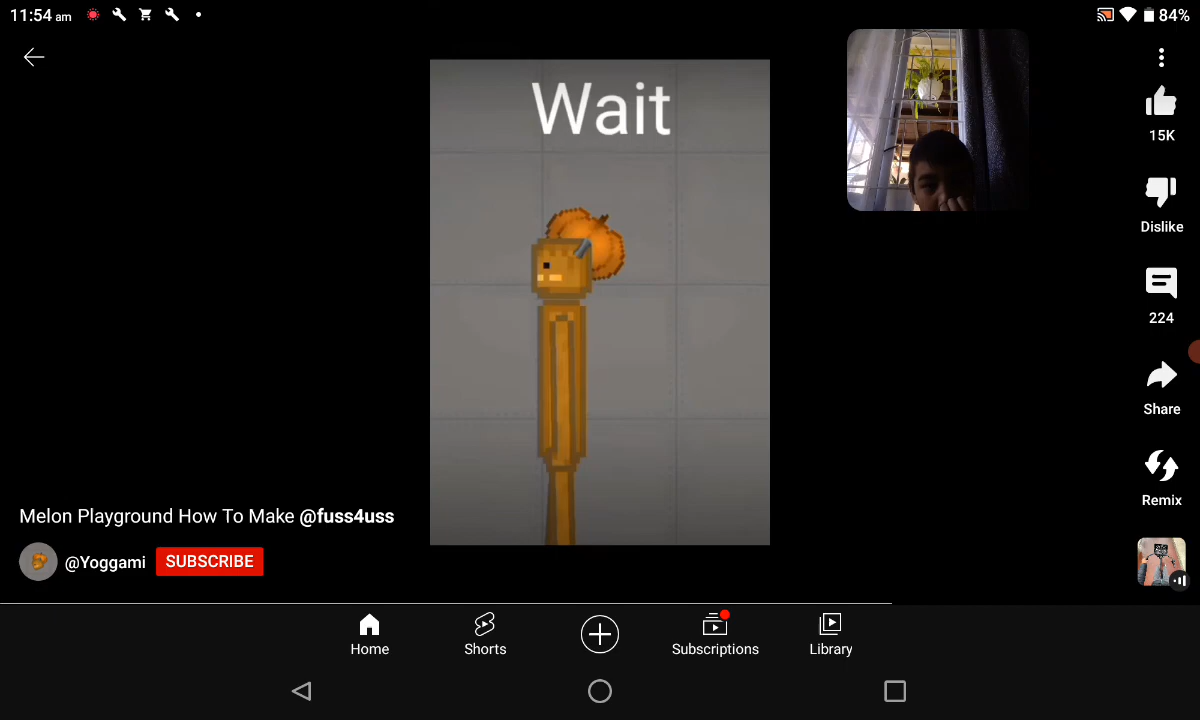 11:54 am
84%
Wait
15K
Dislike
224
Share
Remix
Melon Playground How To Make @fuss4uss
@Yoggami SUBSCRIBE
Home Shorts Subscriptions Library